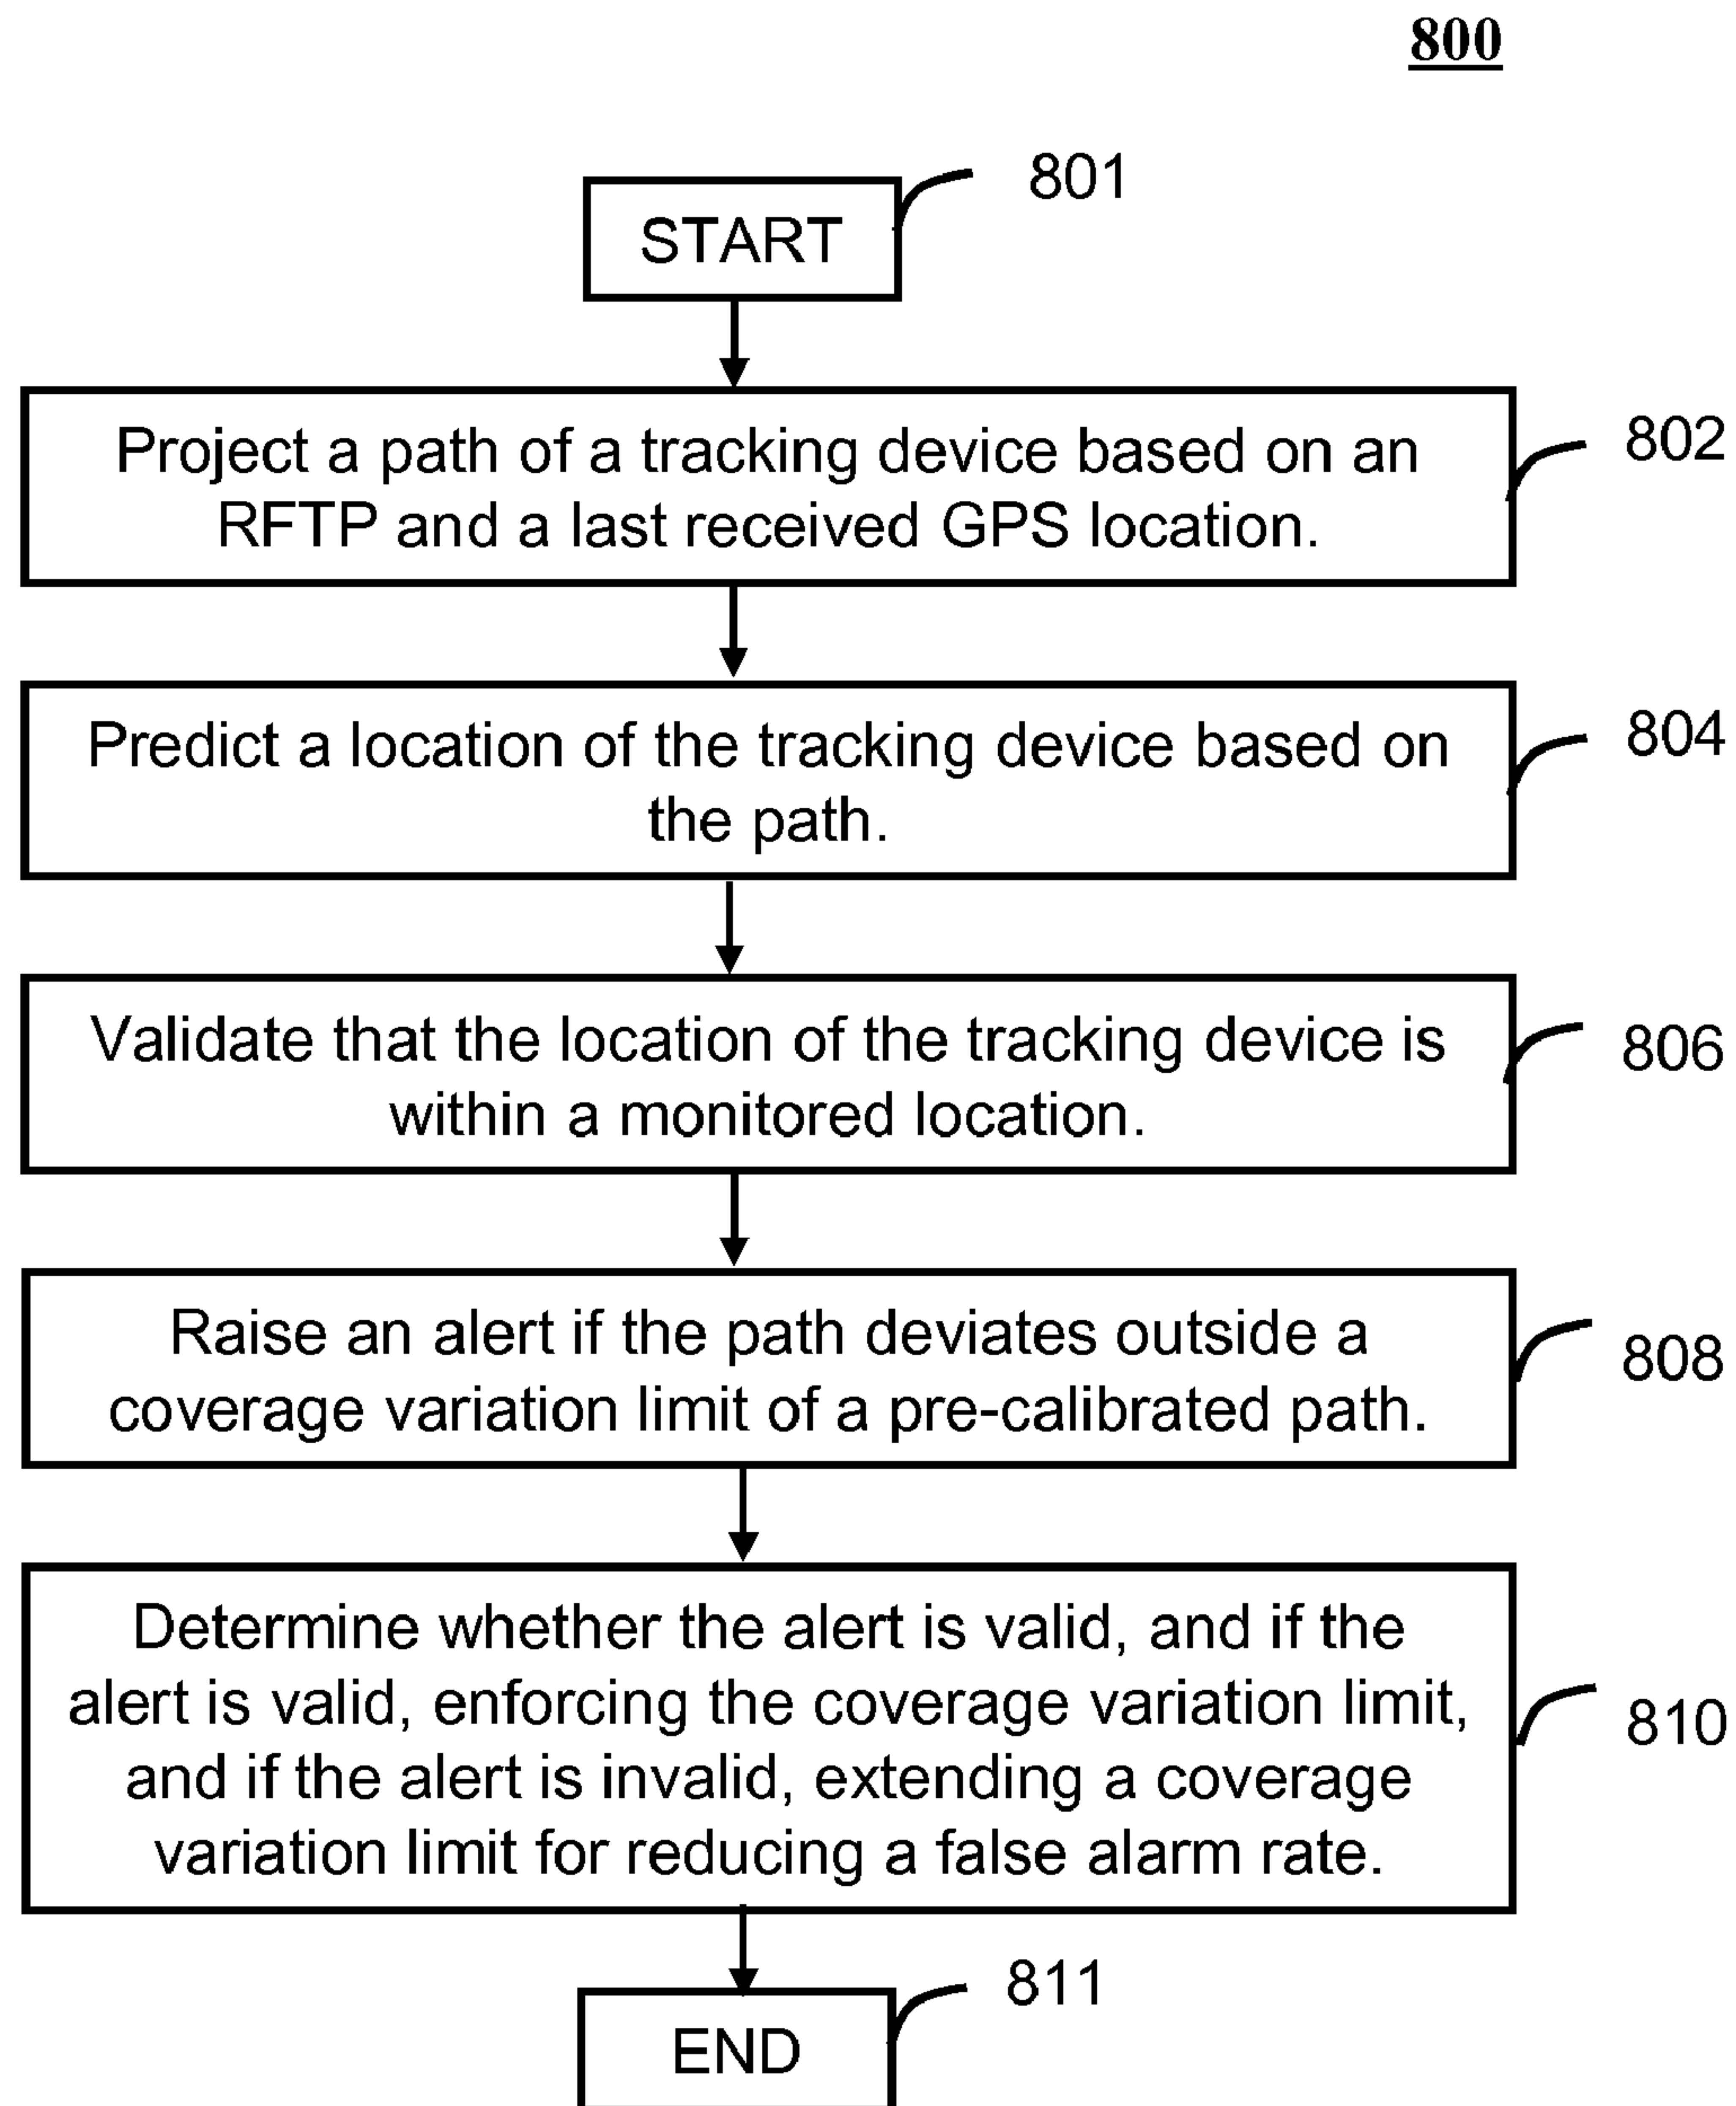 800
801
START
Project a path of a tracking device based on an
RFTP and a last received GPS location.
802
Predict a location of the tracking device based on
the path.
804
Validate that the location of the tracking device is
within a monitored location.
806
Raise an alert if the path deviates outside a
coverage variation limit of a pre-calibrated path.
808
Determine whether the alert is valid, and if the
alert is valid, enforcing the coverage variation limit,
and if the alert is invalid, extending a coverage
variation limit for reducing a false alarm rate.
810
811
END